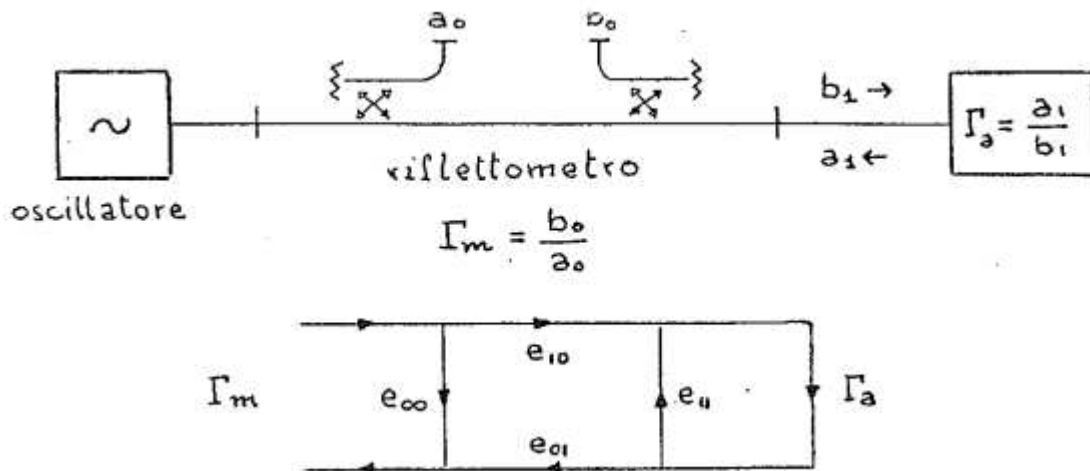 a₀ b₀
~
b₁ →
a₁ ←
Γₐ = a₁/b₁
riflettometro
oscillatore
Γₘ = b₀/a₀
e₁₀
Γₘ
e₀₀
e₁₁
Γₐ
e₀₁